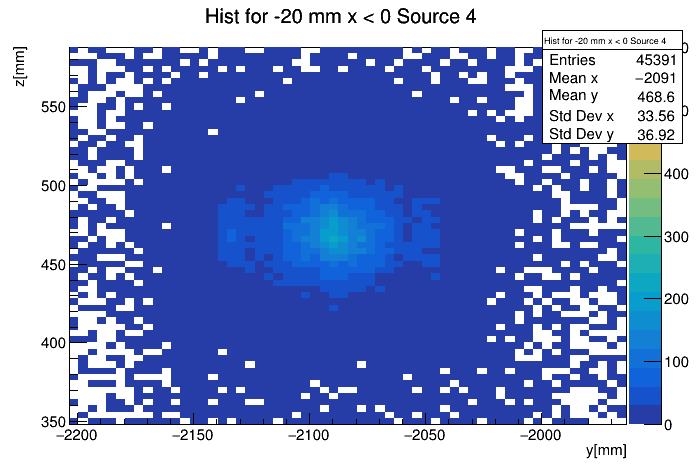 Hist for -20 mm x < 0 Source 4
Hist for -20 mm x < 0 Source 4
Entries 45391
Mean x −2091
Mean y 468.6
Std Dev x 33.56
Std Dev y 36.92
z[mm]
550
500
450
400
350
−2200 −2150 −2100 −2050 −2000
y[mm]
400
300
200
100
0